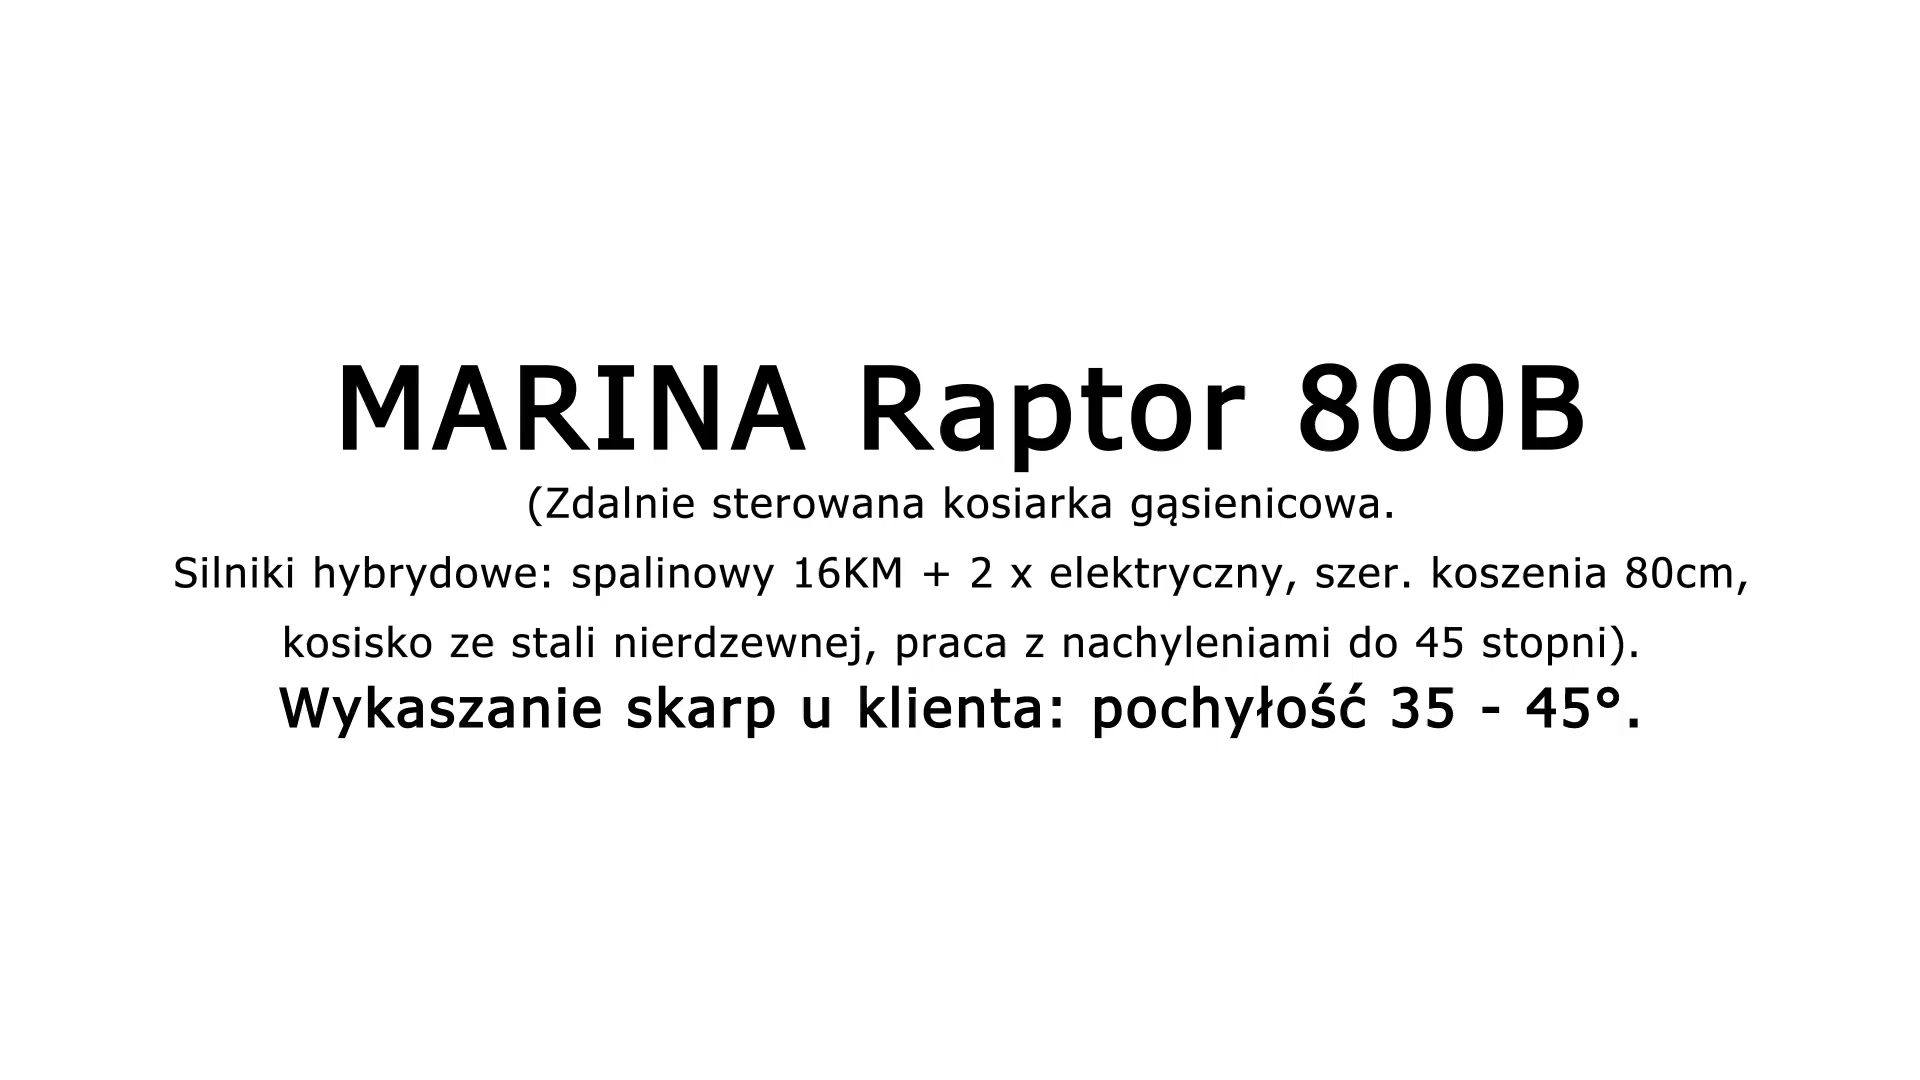 MARINA Raptor 800B
(Zdalnie sterowana kosiarka gąsienicowa.
Silniki hybrydowe: spalinowy 16KM + 2 x elektryczny, szer. koszenia 80cm,
kosisko ze stali nierdzewnej, praca z nachyleniami do 45 stopni).
Wykaszanie skarp u klienta: pochyłość 35 - 45°.